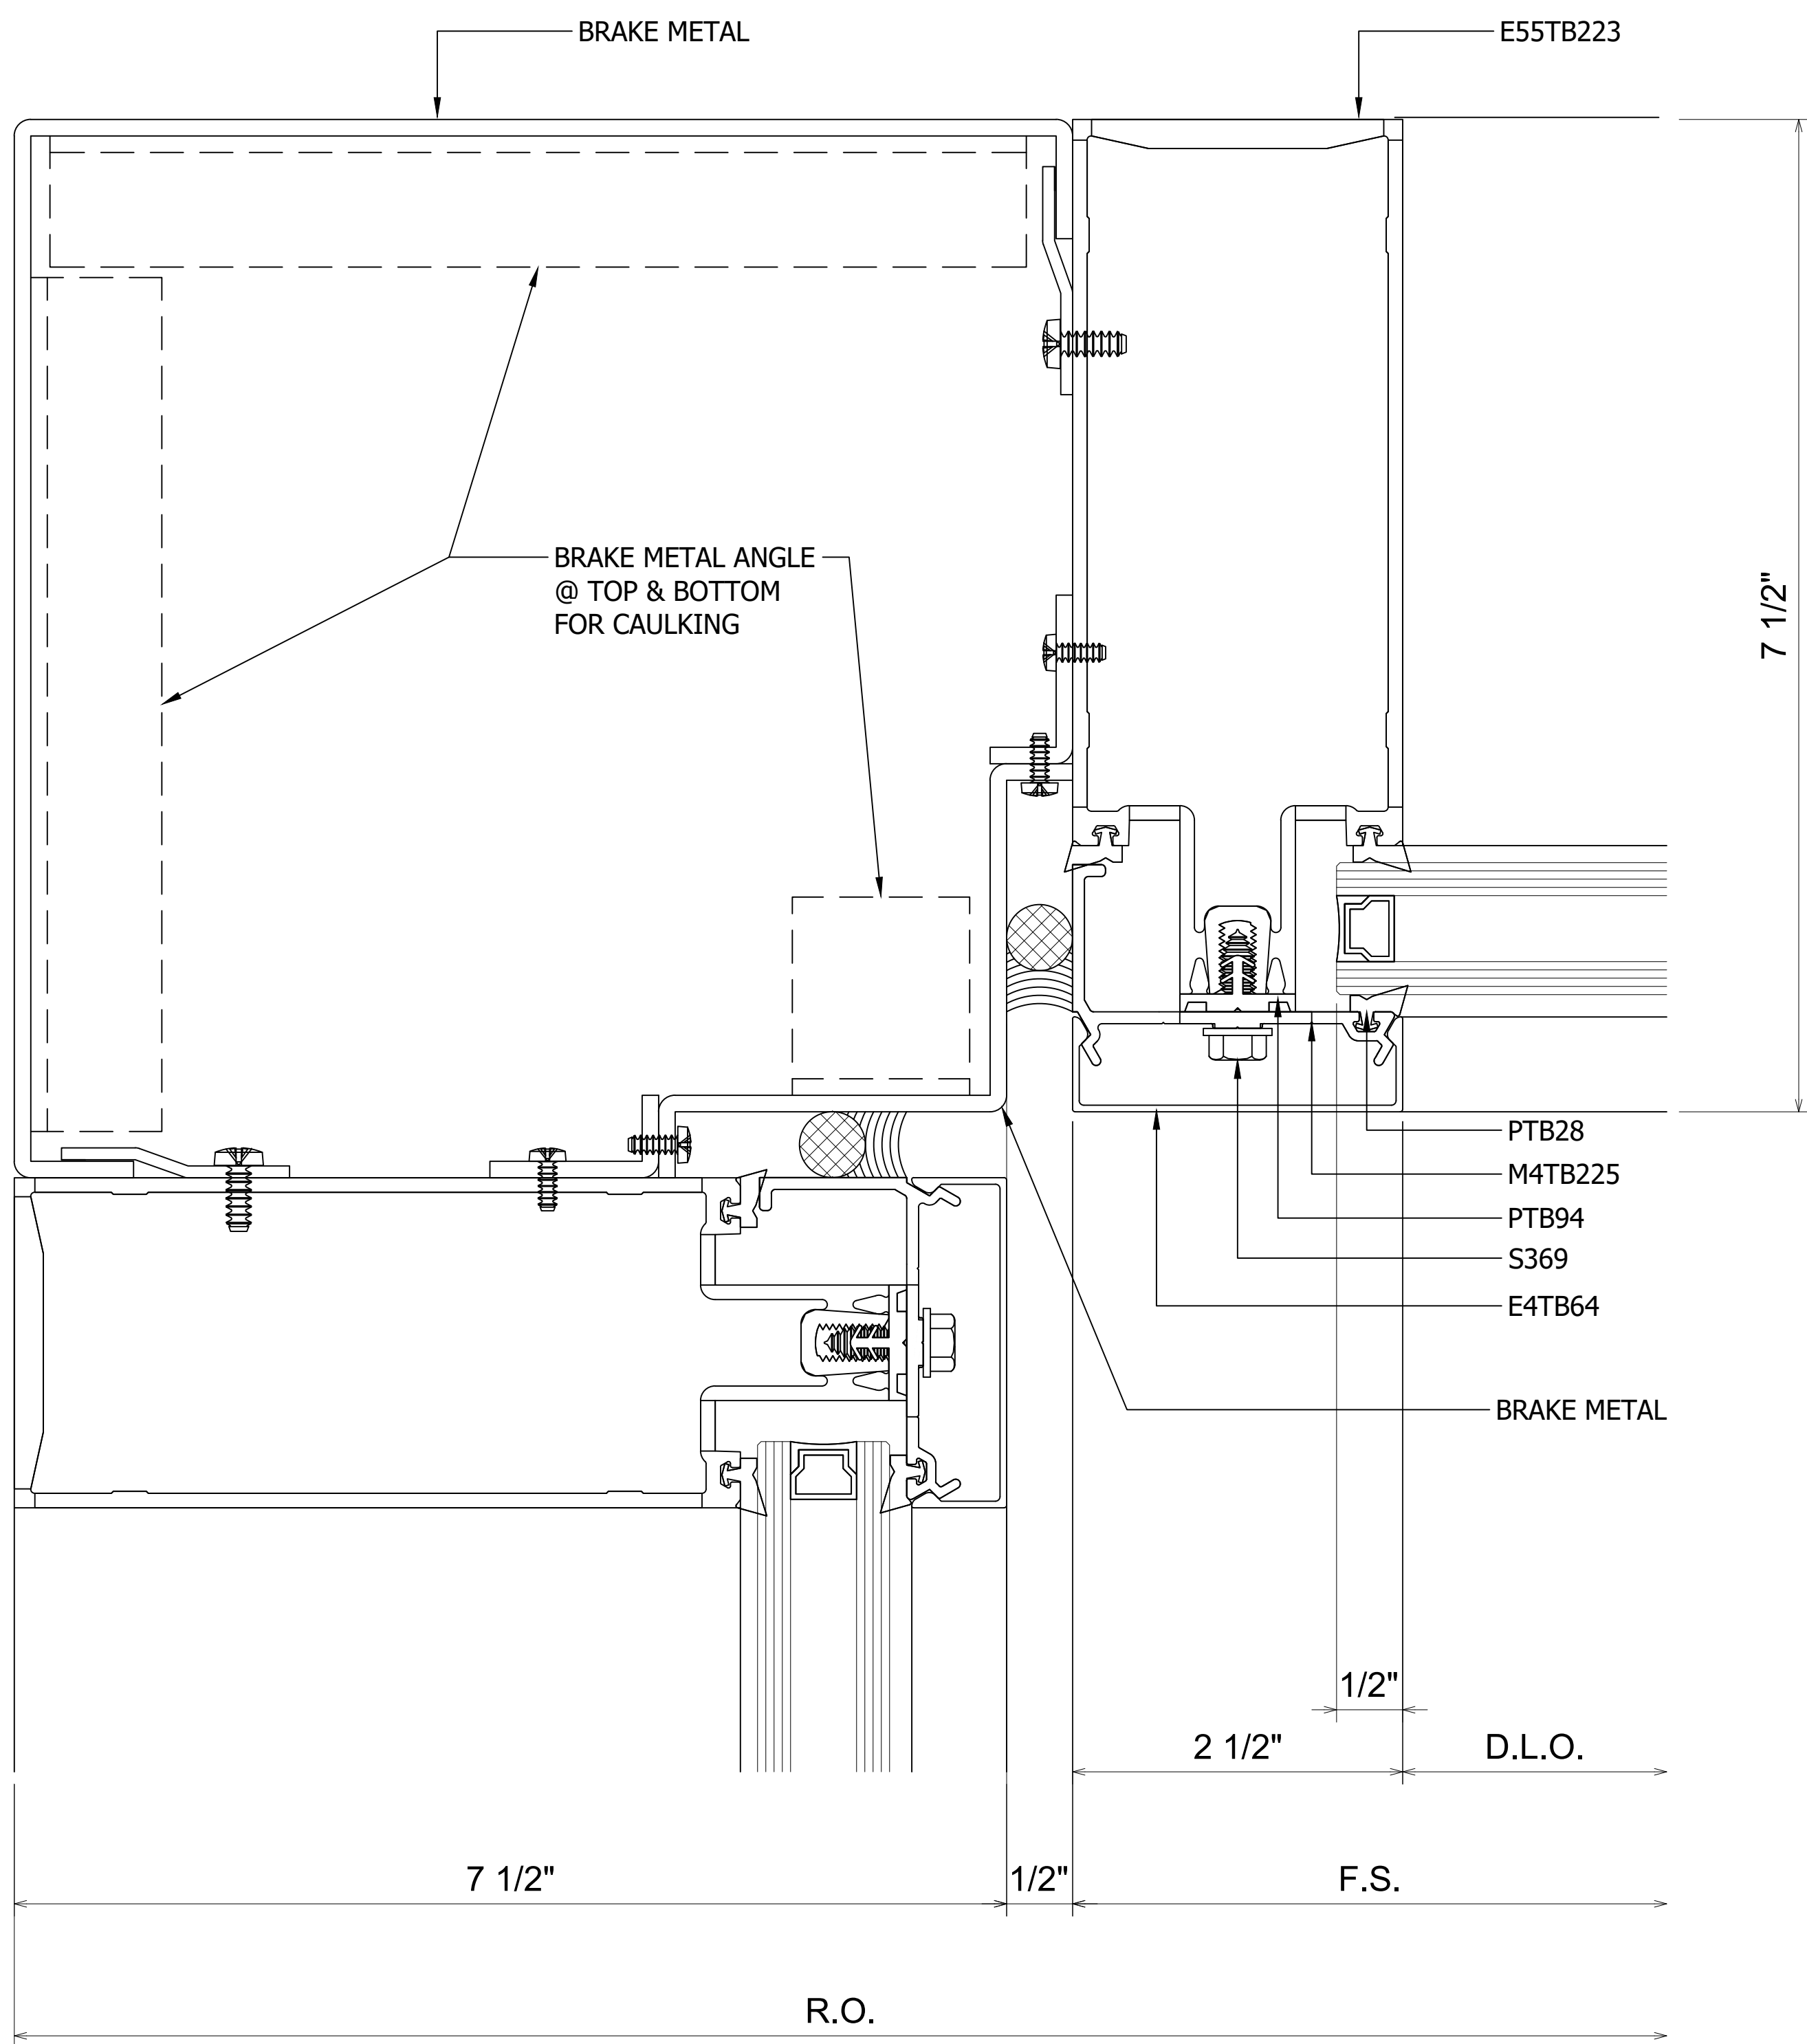 BRAKE METAL
E55TB223
BRAKE METAL ANGLE
@ TOP & BOTTOM
FOR CAULKING
7 1/2"
PTB28
M4TB225
PTB94
S369
E4TB64
BRAKE METAL
1/2"
2 1/2"
D.L.O.
7 1/2"
1/2"
F.S.
R.O.